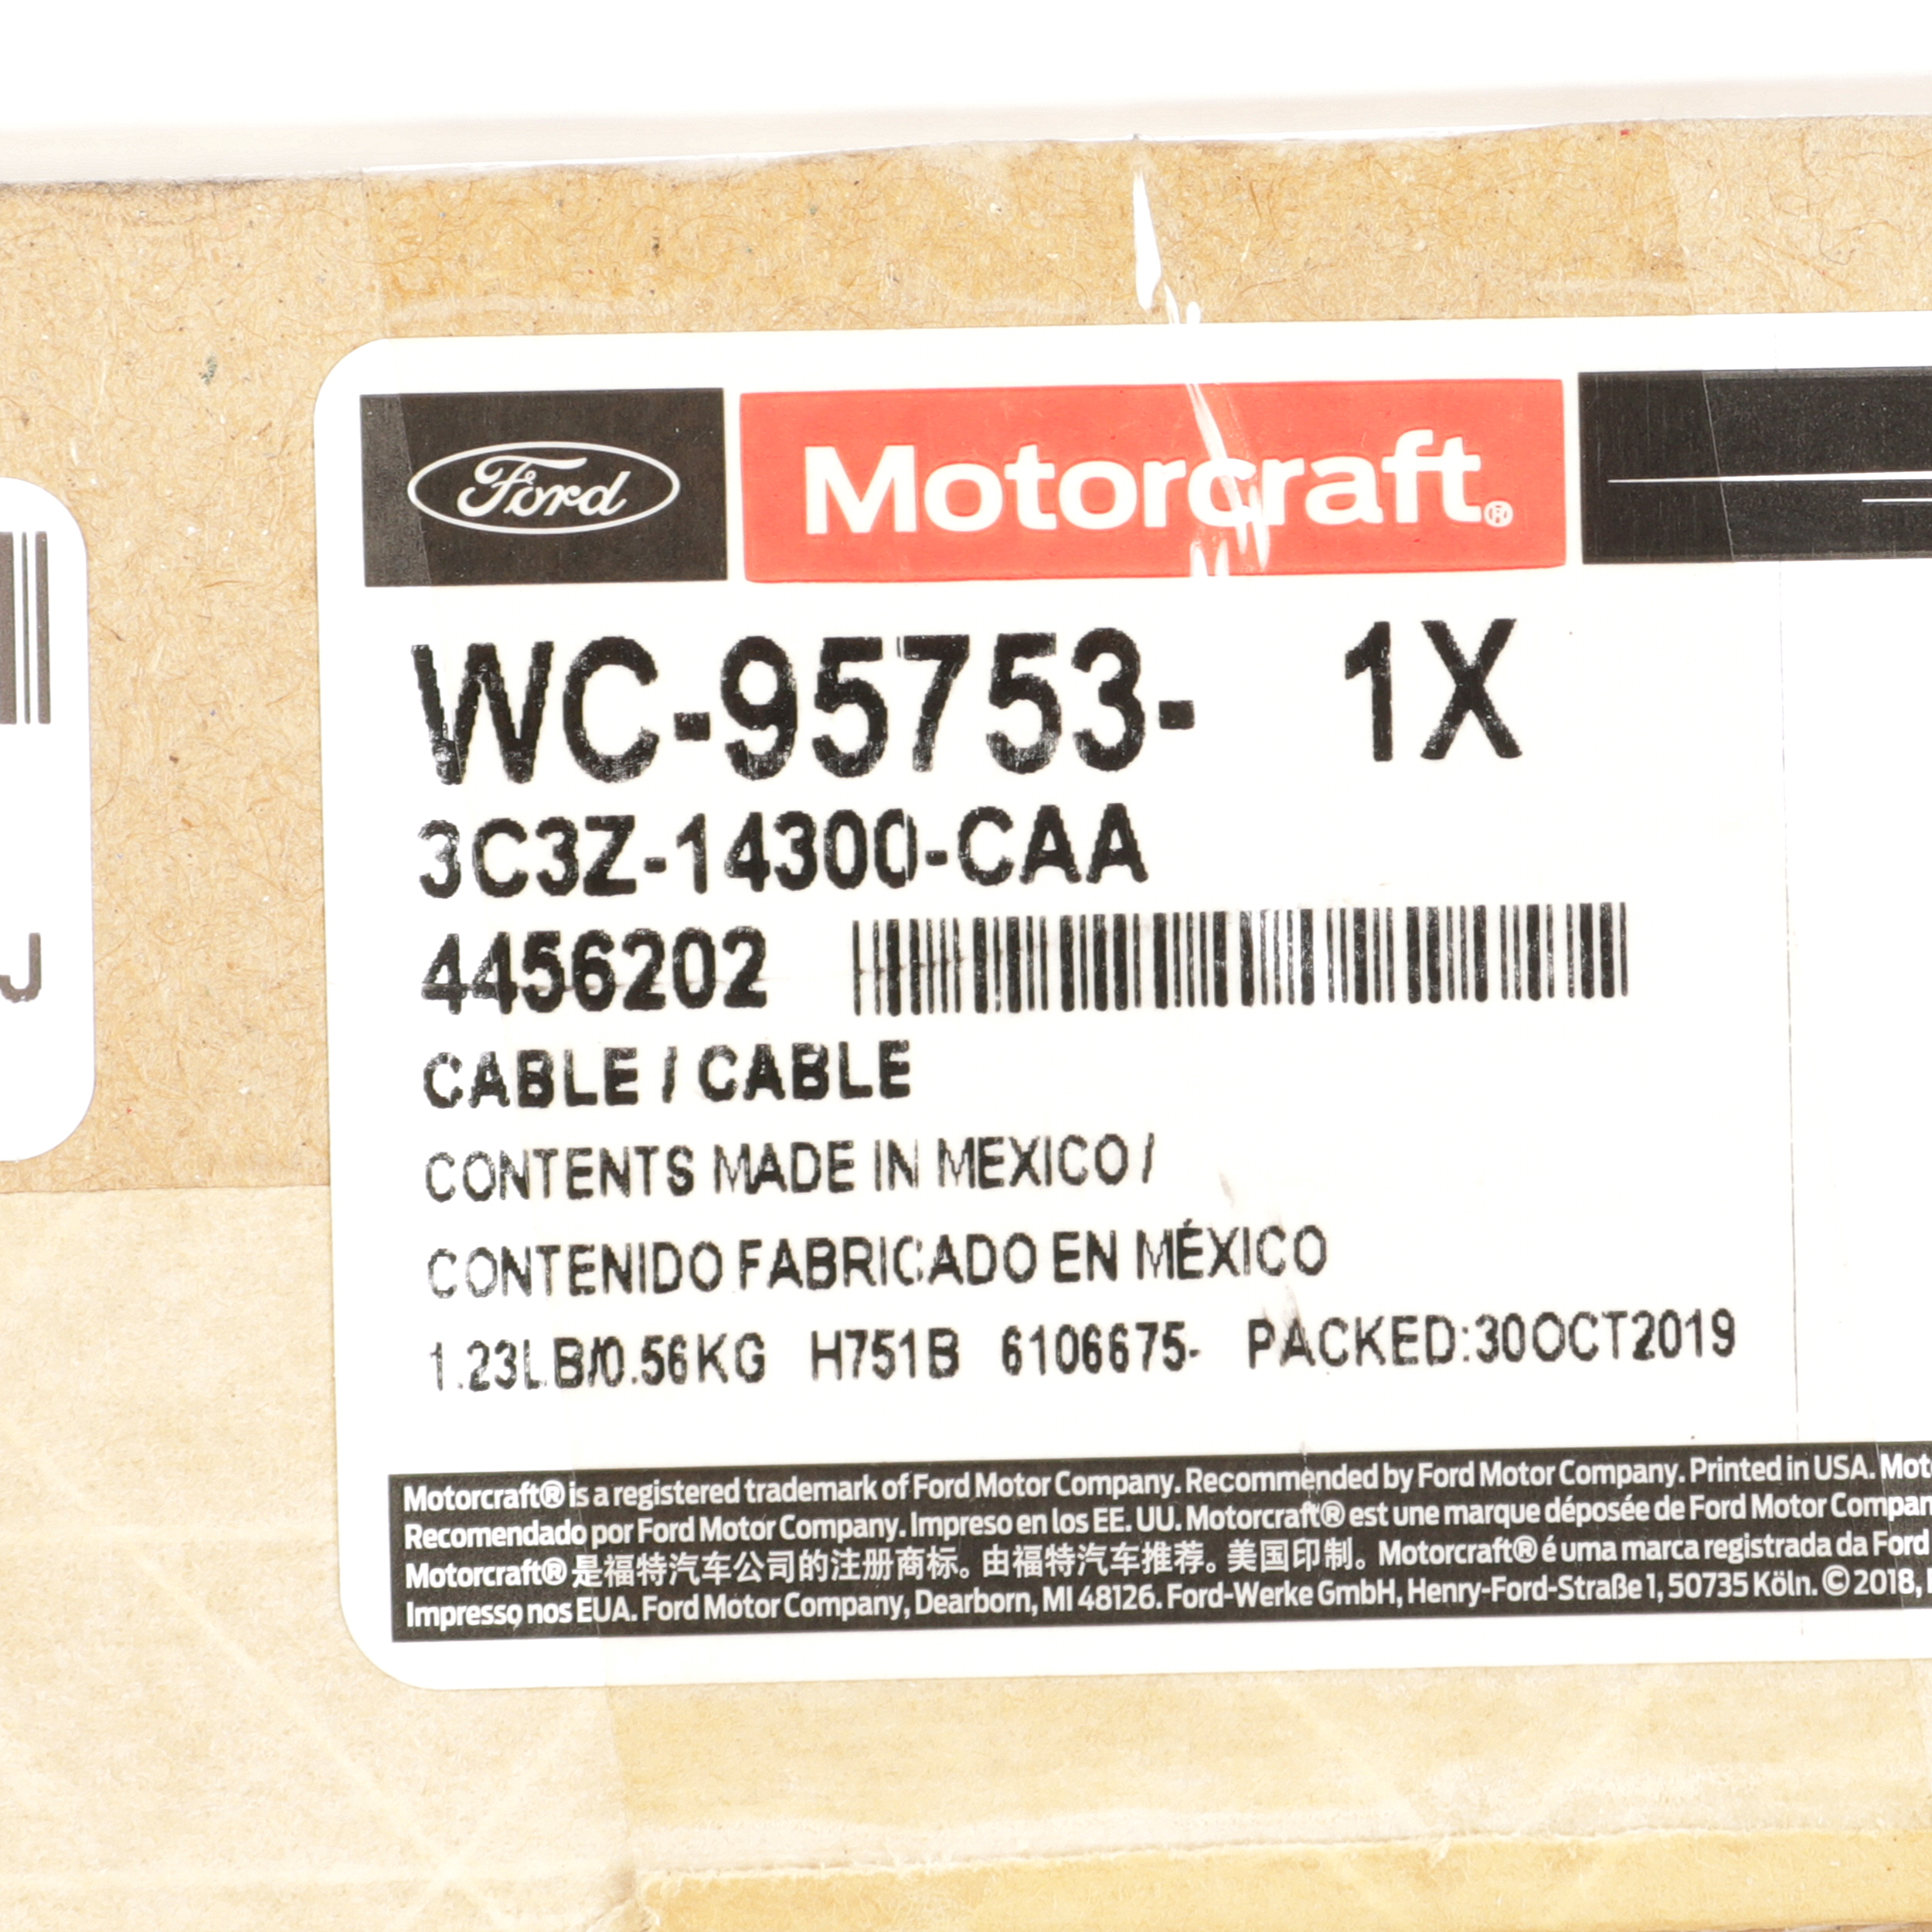 J
Ford
Motorcraft®
WC-95753- 1X
3C3Z-14300-CAA
4456202
CABLE / CABLE
CONTENTS MADE IN MEXICO /
CONTENIDO FABRICADO EN MÉXICO
1.23LB/0.56KG H751B 6106675- PACKED:30OCT2019
Motorcraft® is a registered trademark of Ford Motor Company. Recommended by Ford Motor Company. Printed in USA. Mot
Recomendado por Ford Motor Company. Impreso en los EE. UU. Motorcraft® est une marque déposée de Ford Motor Compan
Motorcraft® 是福特汽车公司的注册商标。由福特汽车推荐。美国印制。Motorcraft® é uma marca registrada da Ford
Impresso nos EUA. Ford Motor Company, Dearborn, MI 48126. Ford-Werke GmbH, Henry-Ford-Straße 1, 50735 Köln. © 2018,